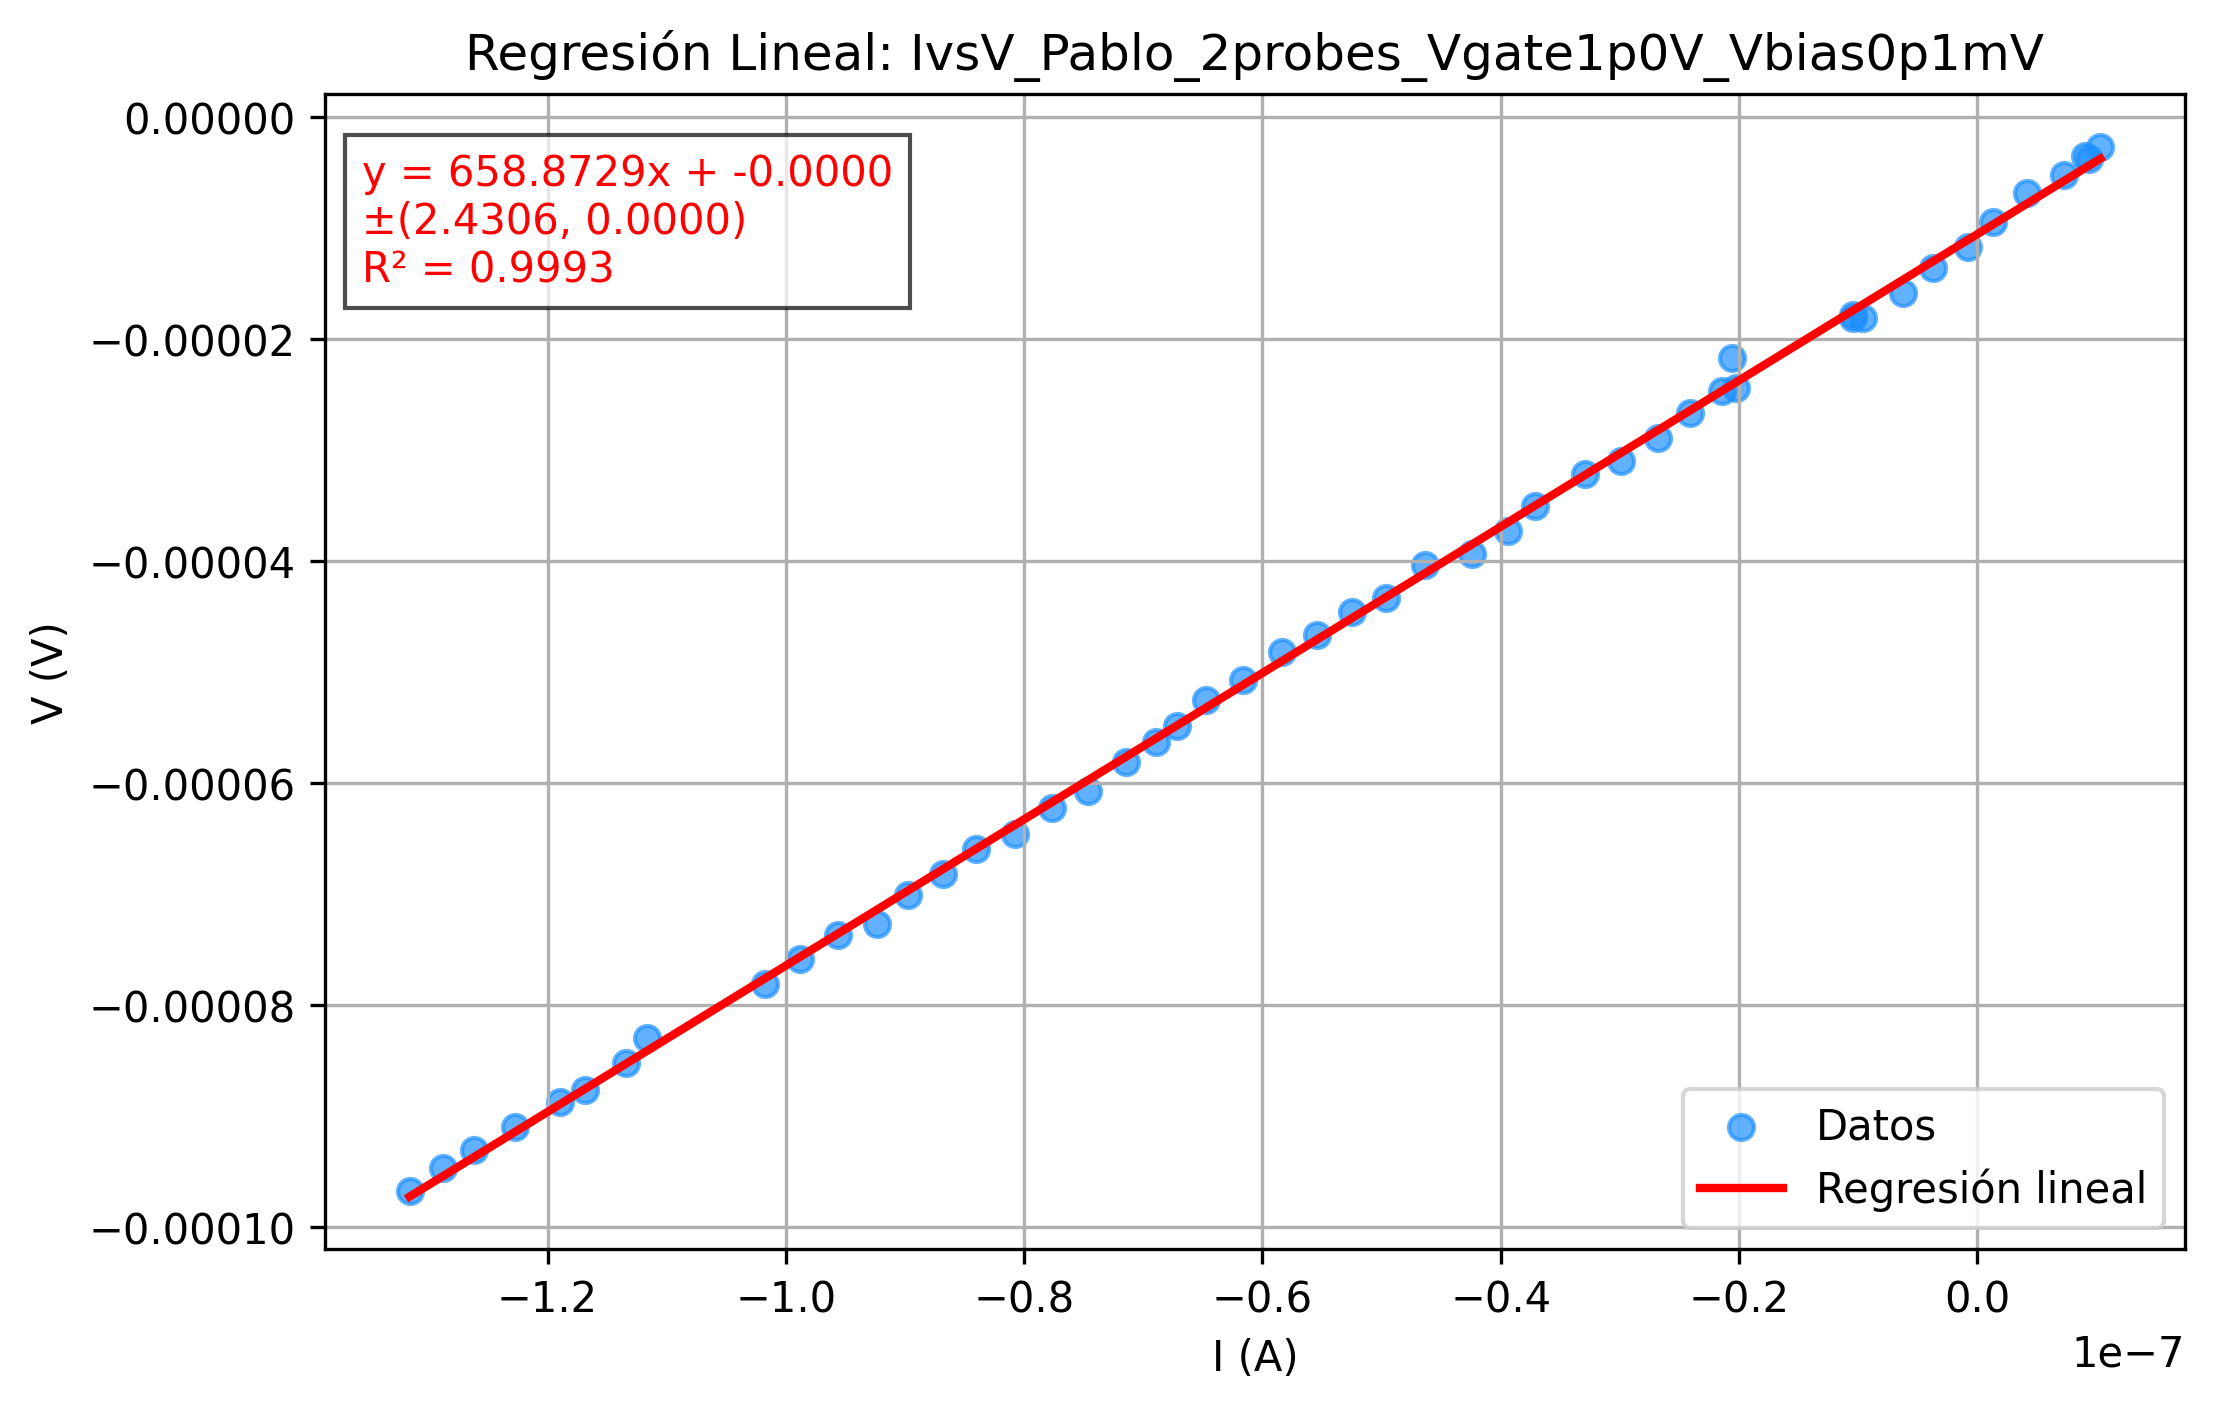 Regresión Lineal: IvsV_Pablo_2probes_Vgate1p0V_Vbias0p1mV
y = 658.8729x + -0.0000
±(2.4306, 0.0000)
R² = 0.9993
0.00000
−0.00002
−0.00004
−0.00006
−0.00008
−0.00010
V (V)
Datos
Regresión lineal
−1.2 −1.0 −0.8 −0.6 −0.4 −0.2 0.0
1e−7
I (A)